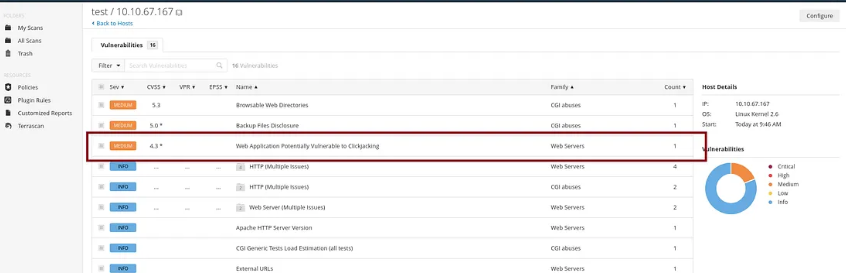 test / 10.10.67.167
Configure
Back to Hosts
FOLDERS
My Scans
All Scans
Trash
RESOURCES
Policies
Plugin Rules
Customized Reports
Terrascan
Vulnerabilities 16
Filter Search Vulnerabilities 16 Vulnerabilities
Sev CVSS VPR EPSS Name Family Count
MEDIUM 5.3 Browsable Web Directories CGI abuses 1
MEDIUM 5.0 * Backup Files Disclosure CGI abuses 1
MEDIUM 4.3 * Web Application Potentially Vulnerable to Clickjacking Web Servers 1
INFO ... ... ... HTTP (Multiple Issues) Web Servers 4
INFO ... ... ... HTTP (Multiple Issues) CGI abuses 2
INFO ... ... ... Web Server (Multiple Issues) Web Servers 2
INFO Apache HTTP Server Version Web Servers 1
INFO CGI Generic Tests Load Estimation (all tests) CGI abuses 1
INFO External URLs Web Servers 1
Host Details
IP: 10.10.67.167
OS: Linux Kernel 2.6
Start: Today at 9:46 AM
Vulnerabilities
Critical
High
Medium
Low
Info